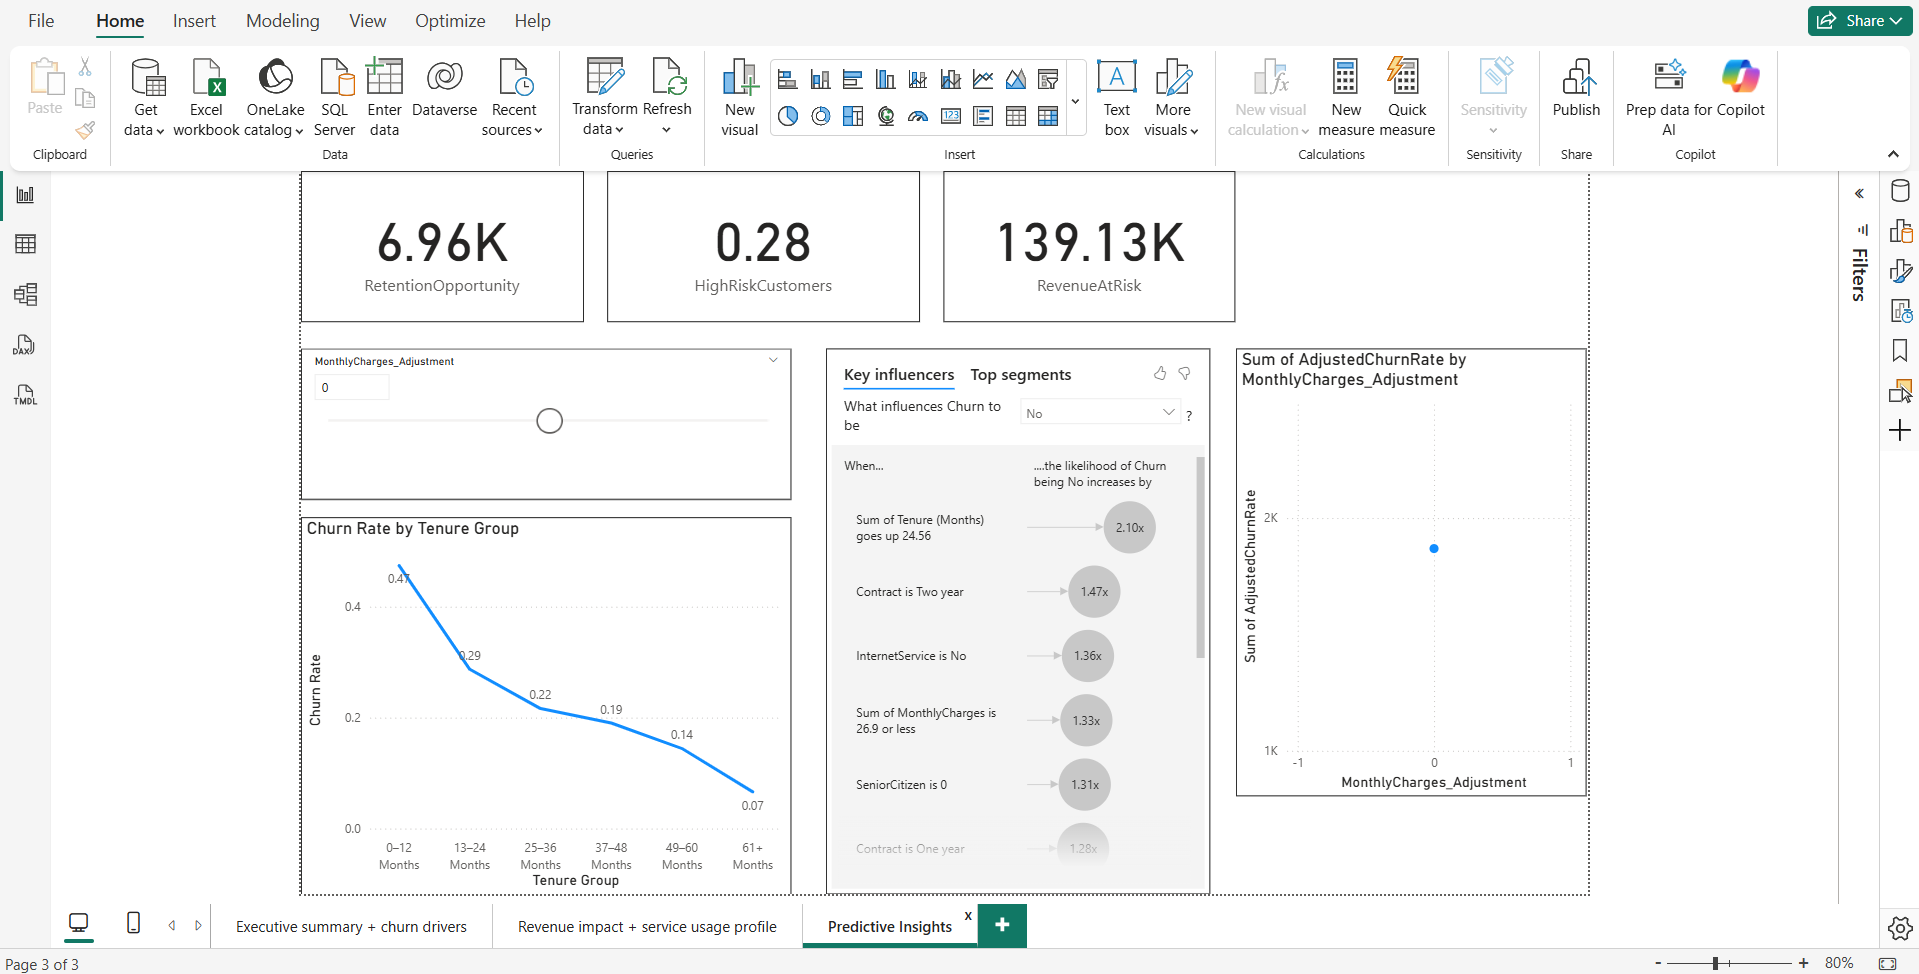 File
Home
Insert
Modeling
View
Optimize
Help
Share
Paste
Get
data
Excel
workbook
OneLake
catalog
SQL
Server
Enter
data
Dataverse
Recent
sources
Transform
data
Refresh
New
visual
123
A
Text
box
More
visuals
New visual
calculation
New
measure
Quick
measure
Sensitivity
Publish
Prep data for
AI
Copilot
Clipboard
Data
Queries
Insert
Calculations
Sensitivity
Share
Copilot
DAX
TMDL
Filters
6.96K
RetentionOpportunity
0.28
HighRiskCustomers
139.13K
RevenueAtRisk
MonthlyCharges_Adjustment
0
Churn Rate by Tenure Group
Churn Rate
0.4
0.2
0.0
0.47
0.29
0.22
0.19
0.14
0.07
0–12
Months
13–24
Months
25–36
Months
37–48
Months
49–60
Months
61+
Months
Tenure Group
Key influencers
Top segments
What influences Churn to
be
No
?
When...
....the likelihood of Churn
being No increases by
Sum of Tenure (Months)
goes up 24.56
2.10x
Contract is Two year
1.47x
InternetService is No
1.36x
Sum of MonthlyCharges is
26.9 or less
1.33x
SeniorCitizen is 0
1.31x
Contract is One year
1.28x
Sum of AdjustedChurnRate by
MonthlyCharges_Adjustment
Sum of AdjustedChurnRate
2K
1K
-1
0
1
MonthlyCharges_Adjustment
Executive summary + churn drivers
Revenue impact + service usage profile
Predictive Insights
x
+
Page 3 of 3
-
+
80%